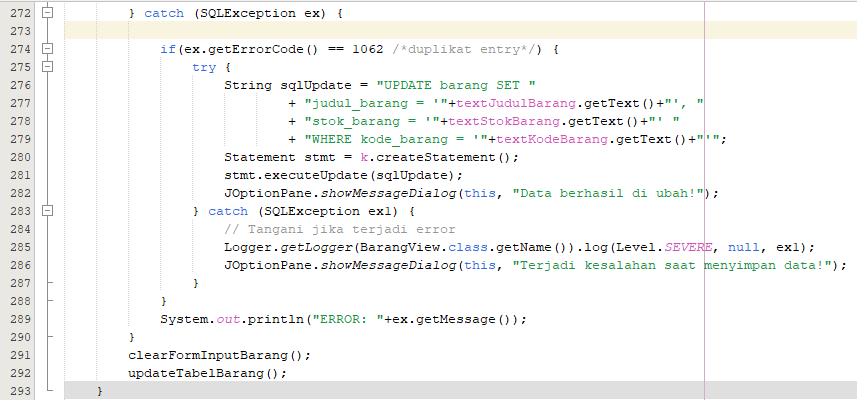 272 } catch (SQLException ex) {
273
274 if(ex.getErrorCode() == 1062 /*duplikat entry*/) {
275 try {
276 String sqlUpdate = "UPDATE barang SET "
277 + "judul_barang = '"+textJudulBarang.getText()+"', "
278 + "stok_barang = '"+textStokBarang.getText()+"' "
279 + "WHERE kode_barang = '"+textKodeBarang.getText()+"'";
280 Statement stmt = k.createStatement();
281 stmt.executeUpdate(sqlUpdate);
282 JOptionPane.showMessageDialog(this, "Data berhasil di ubah!");
283 } catch (SQLException ex1) {
284 // Tangani jika terjadi error
285 Logger.getLogger(BarangView.class.getName()).log(Level.SEVERE, null, ex1);
286 JOptionPane.showMessageDialog(this, "Terjadi kesalahan saat menyimpan data!");
287 }
288 }
289 System.out.println("ERROR: "+ex.getMessage());
290 }
291 clearFormInputBarang();
292 updateTabelBarang();
293 }